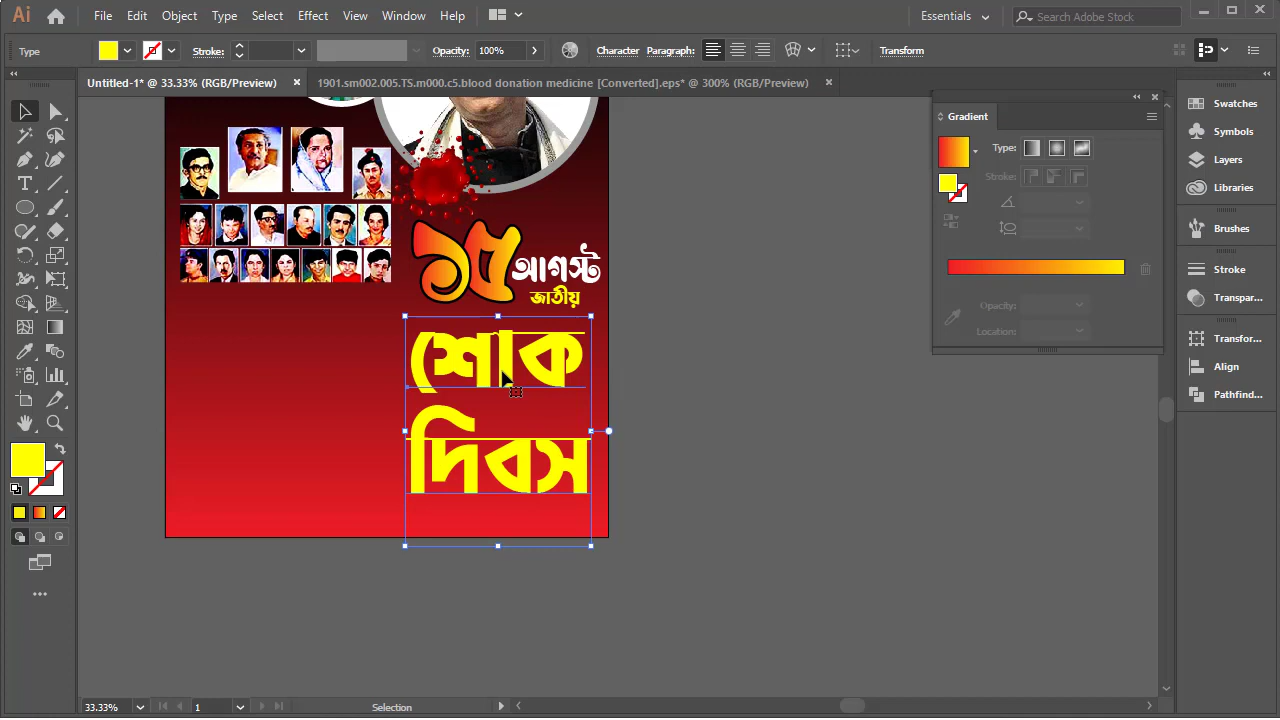 Ai File Edit Object Type Select Effect View Window Help Essentials Search Adobe Stock
Type Stroke: Opacity: 100% Character Paragraph: Transform
Untitled-1* @ 33.33% (RGB/Preview) 1901.sm002.005.TS.m000.c5.blood donation medicine [Converted].eps* @ 300% (RGB/Preview)
Gradient
Type:
Stroke:
Opacity:
Location:
Swatches
Symbols
Layers
Libraries
Brushes
Stroke
Transpar...
Transfor...
Align
Pathfind...
১৫ আগস্ট
জাতীয়
শোক
দিবস
33.33% 1 Selection